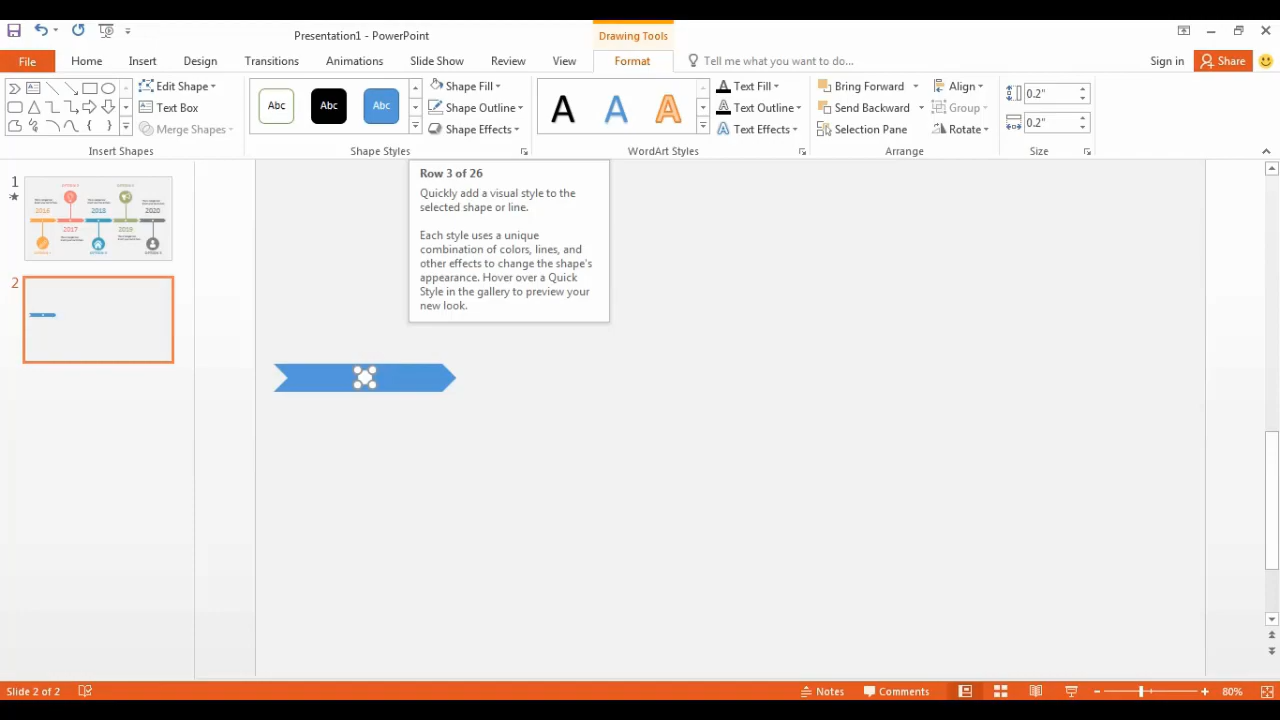 Presentation1 - PowerPoint
Drawing Tools
File
Home
Insert
Design
Transitions
Animations
Slide Show
Review
View
Format
Tell me what you want to do...
Sign in
Share
Edit Shape
Text Box
Merge Shapes
Insert Shapes
Abc
Abc
Abc
Shape Fill
Shape Outline
Shape Effects
Shape Styles
A
A
A
Text Fill
Text Outline
Text Effects
WordArt Styles
Bring Forward
Send Backward
Selection Pane
Align
Group
Rotate
Arrange
0.2"
0.2"
Size
Row 3 of 26
Quickly add a visual style to the
selected shape or line.
Each style uses a unique
combination of colors, lines, and
other effects to change the shape's
appearance. Hover over a Quick
Style in the gallery to preview your
new look.
1
2016
2017
2018
2019
2020
2
Slide 2 of 2
Notes
Comments
80%